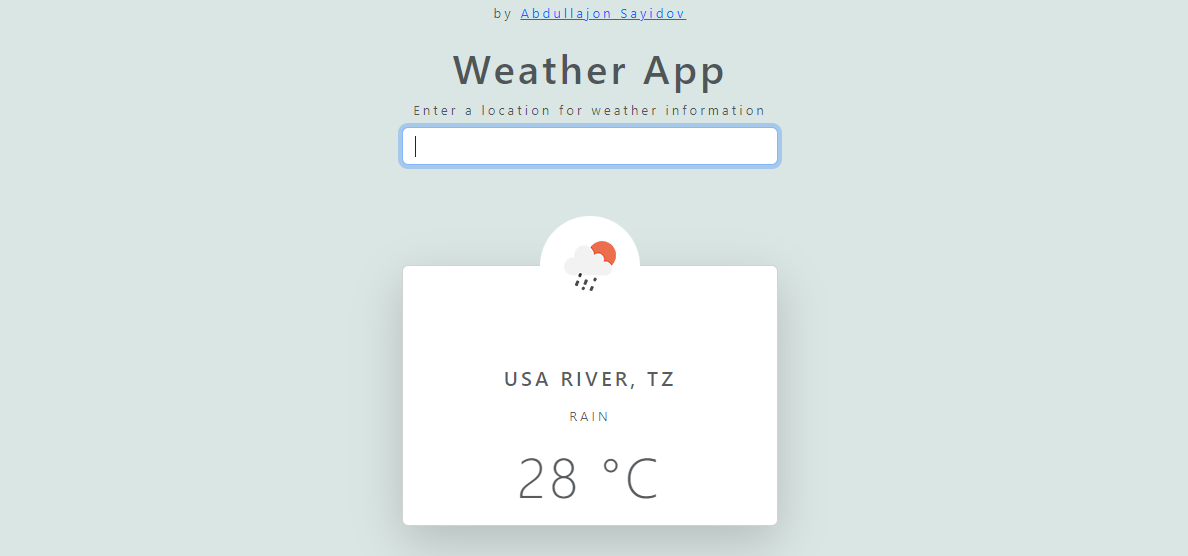 by Abdullajon Sayidov
Weather App
Enter a location for weather information
USA RIVER, TZ
RAIN
28 °C